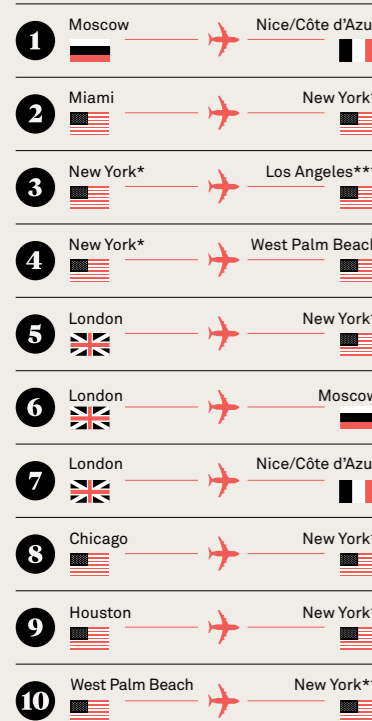 1 Moscow Nice/Côte d'Azu
2 Miami New York*
3 New York* Los Angeles**
4 New York* West Palm Beach
5 London New York*
6 London Moscow
7 London Nice/Côte d'Azu
8 Chicago New York*
9 Houston New York*
10 West Palm Beach New York**